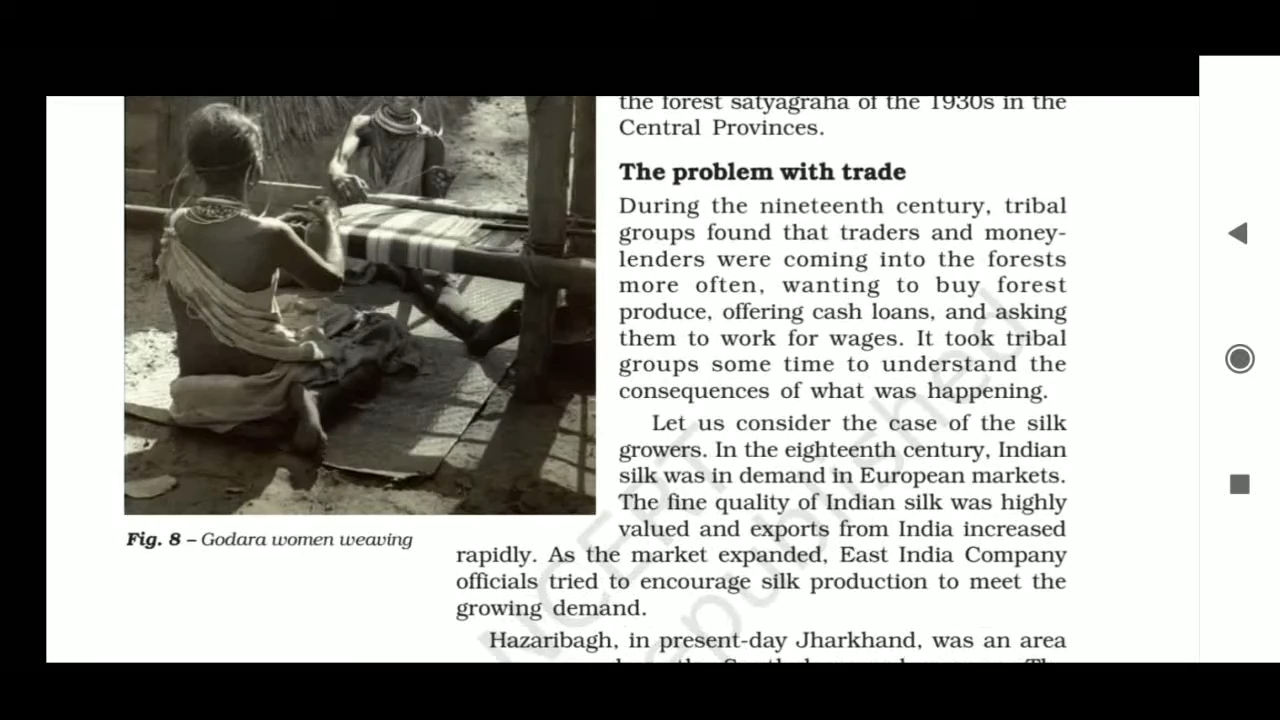 the forest satyagraha of the 1930s in the
Central Provinces.
The problem with trade
During the nineteenth century, tribal
groups found that traders and money-
lenders were coming into the forests
more often, wanting to buy forest
produce, offering cash loans, and asking
them to work for wages. It took tribal
groups some time to understand the
consequences of what was happening.
Let us consider the case of the silk
growers. In the eighteenth century, Indian
silk was in demand in European markets.
The fine quality of Indian silk was highly
valued and exports from India increased
rapidly. As the market expanded, East India Company
officials tried to encourage silk production to meet the
growing demand.
Hazaribagh, in present-day Jharkhand, was an area
Fig. 8 – Godara women weaving
NCERT
republished